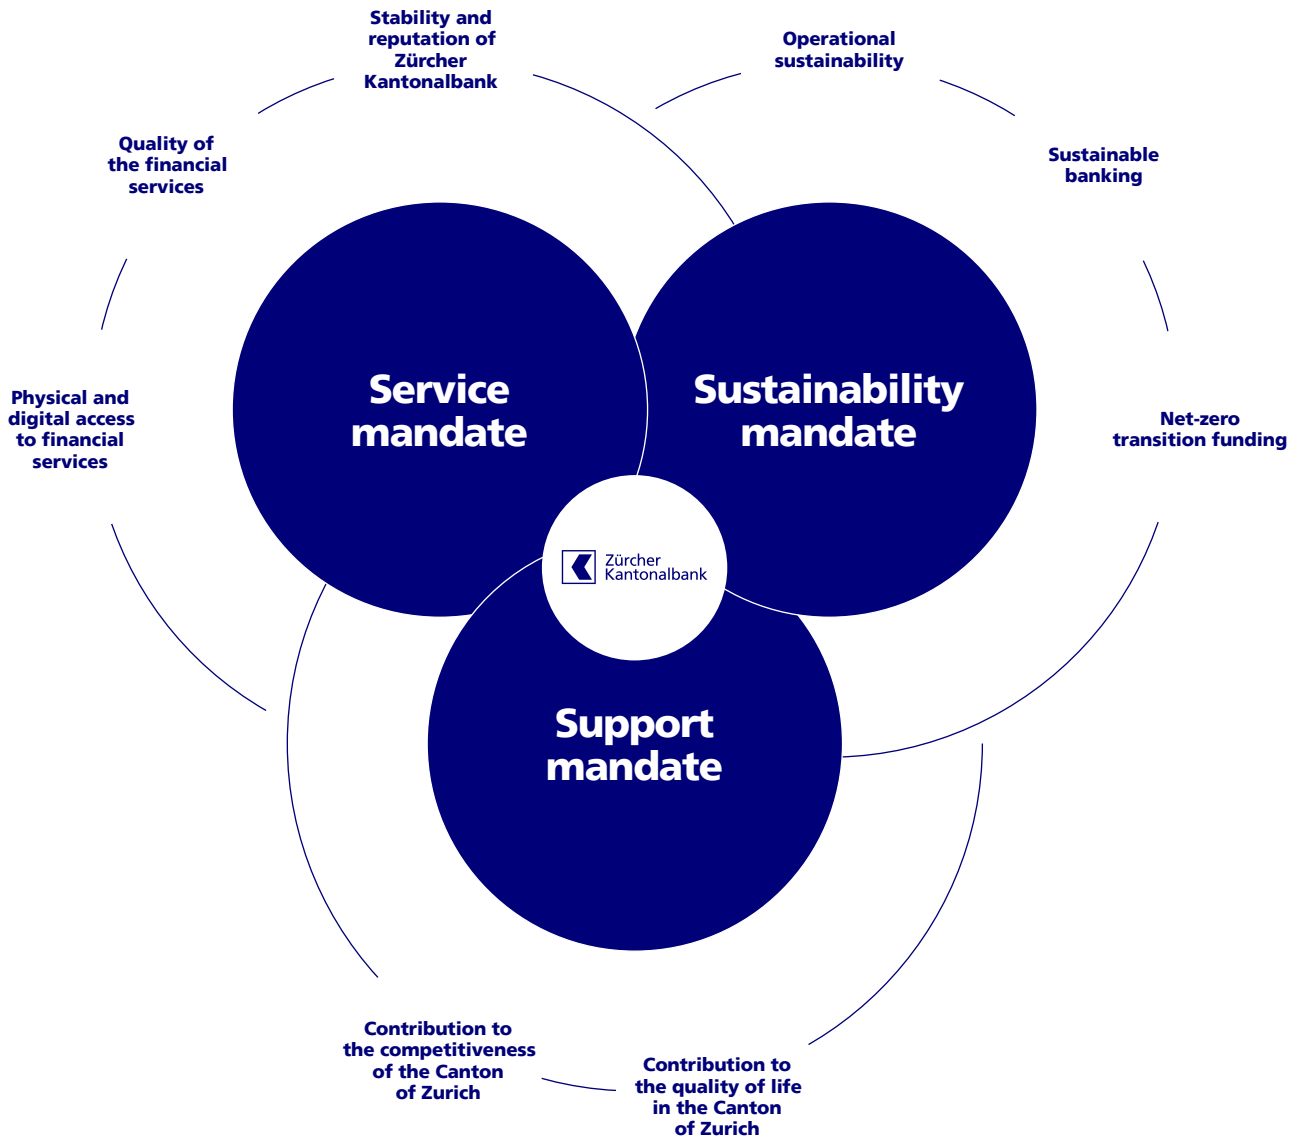 Stability and
reputation of
Zürcher
Kantonalbank
Operational
sustainability
Quality of
the financial
services
Sustainable
banking
Service
mandate
Sustainability
mandate
Physical and
digital access
to financial
services
Net-zero
transition funding
Zürcher
Kantonalbank
Support
mandate
Contribution to
the competitiveness
of the Canton
of Zurich
Contribution to
the quality of life
in the Canton
of Zurich